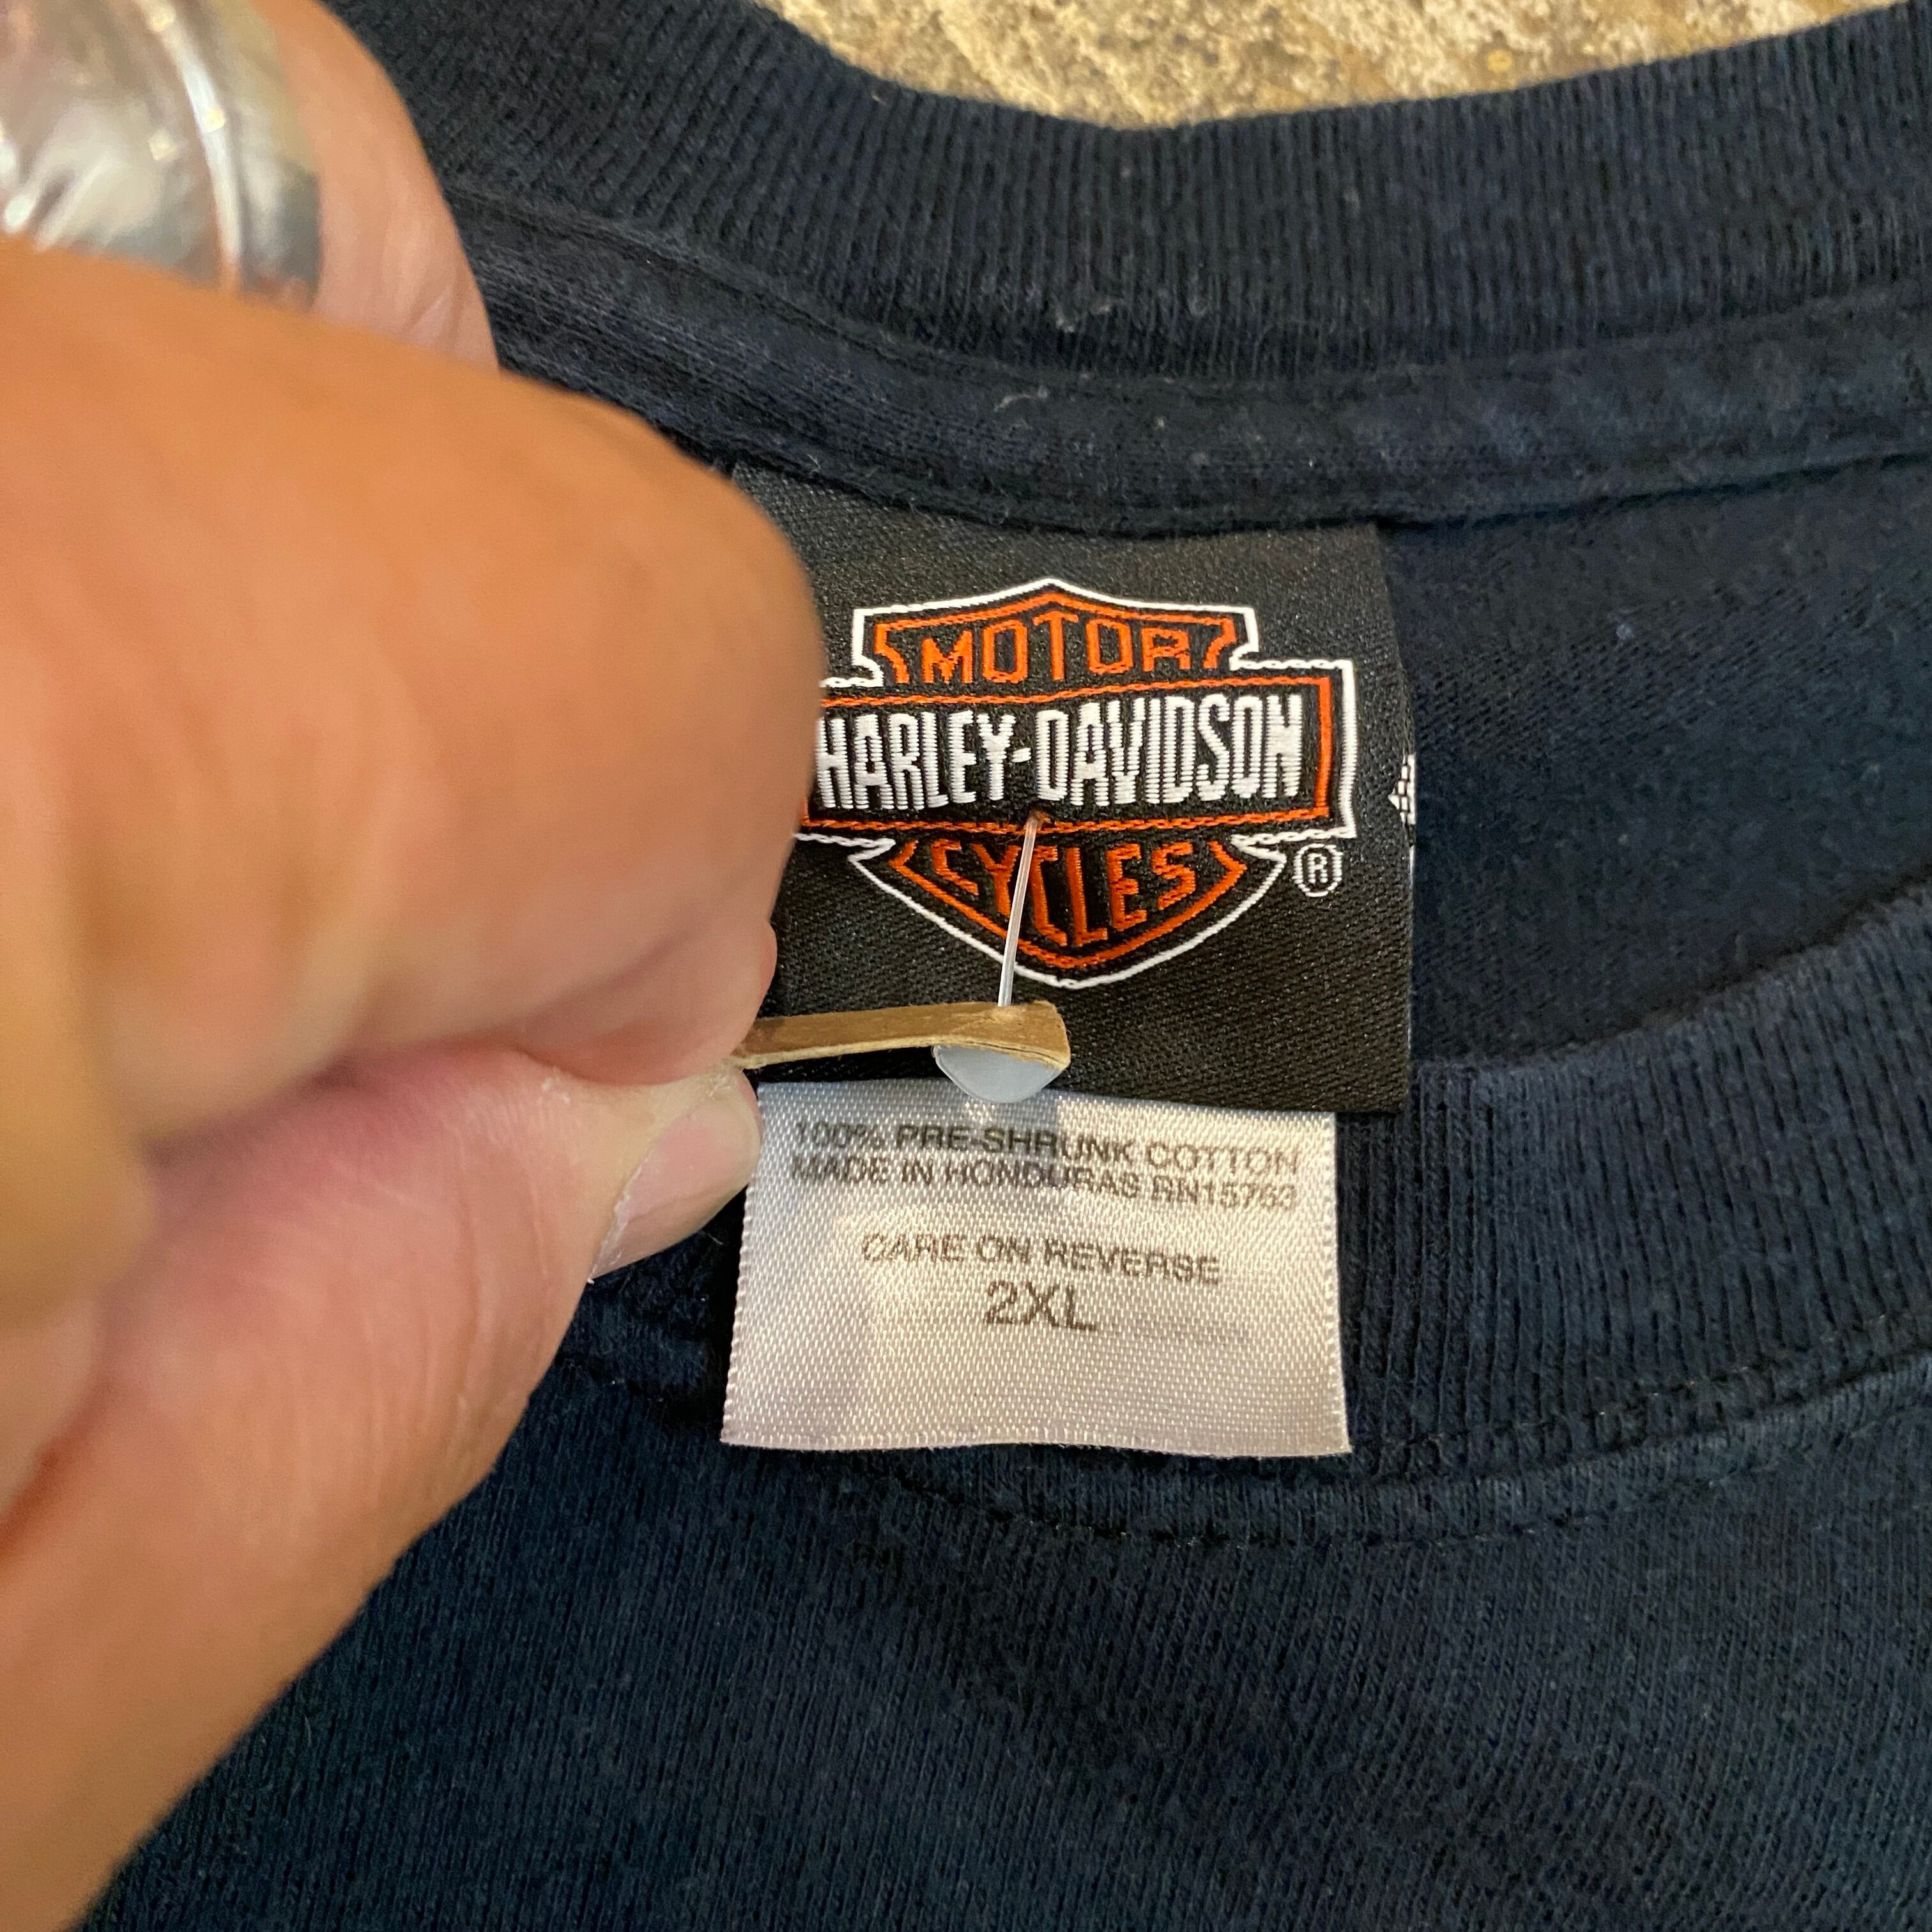 MOTOR
HARLEY-DAVIDSON
CYCLES
®
100% PRE-SHRUNK COTTON
MADE IN HONDURAS RN15763
CARE ON REVERSE
2XL